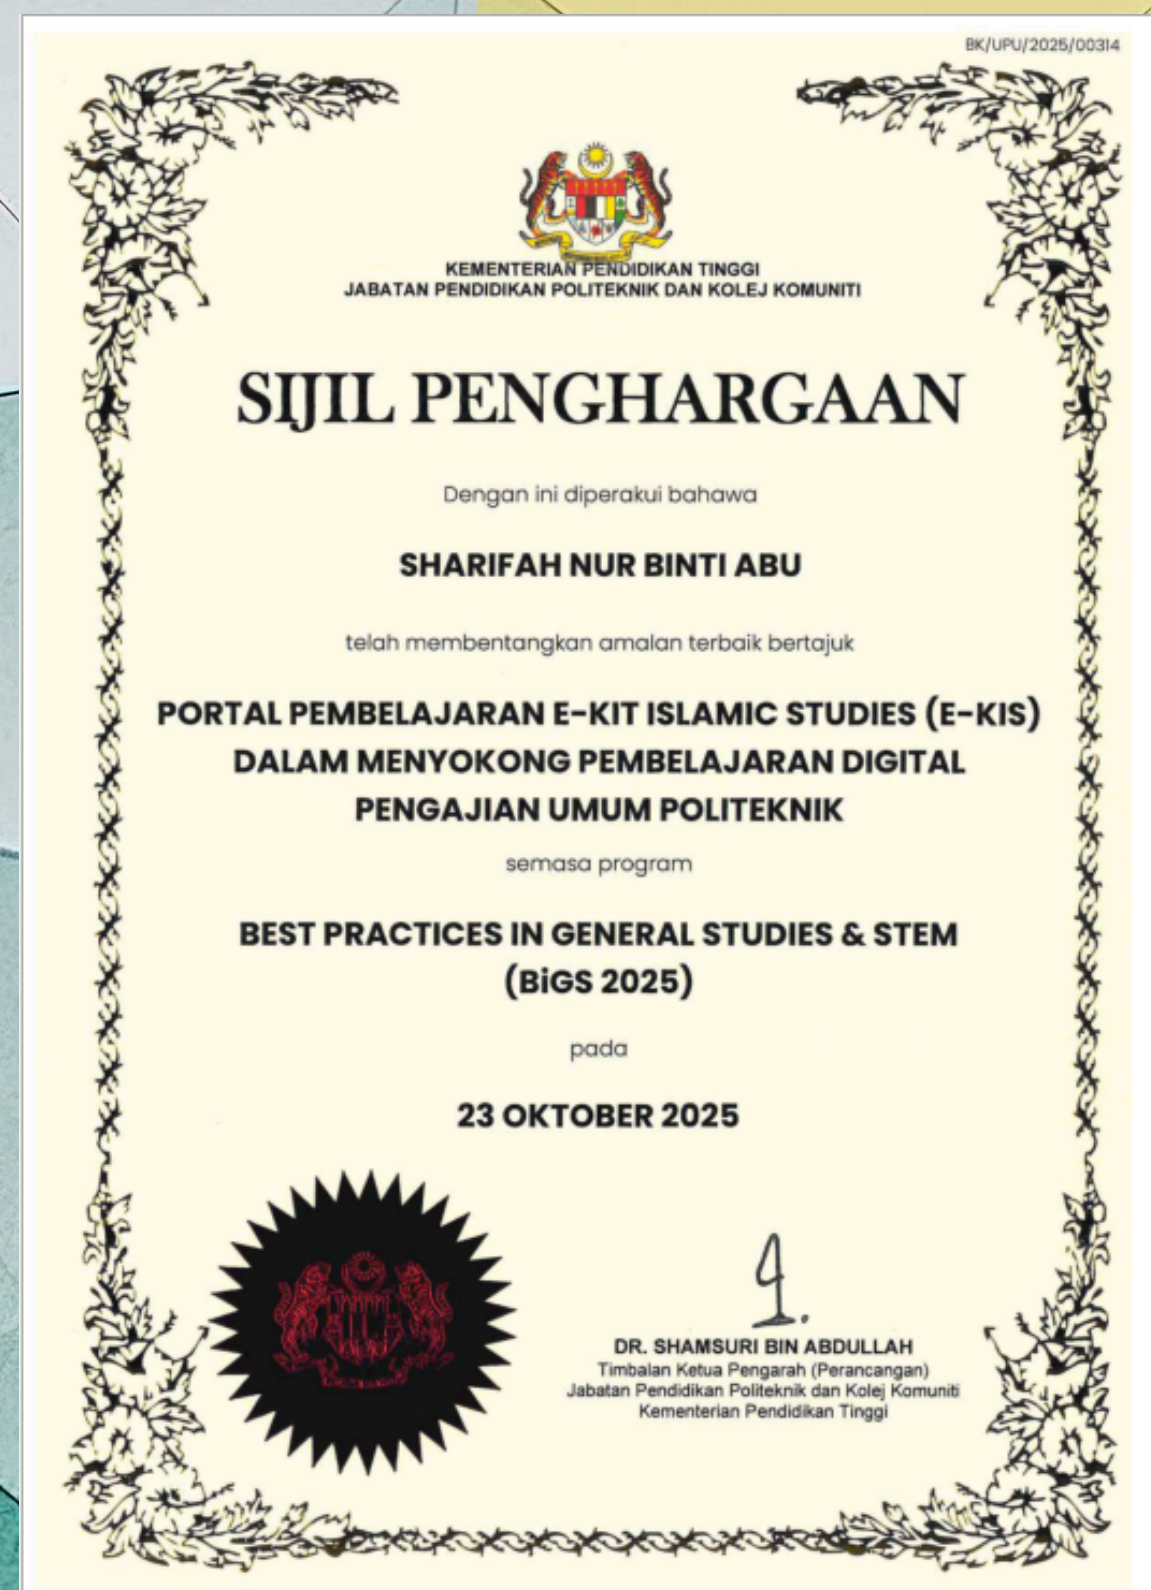 BK/UPU/2025/00314
KEMENTERIAN PENDIDIKAN TINGGI
JABATAN PENDIDIKAN POLITEKNIK DAN KOLEJ KOMUNITI
SIJIL PENGHARGAAN
Dengan ini diperakui bahawa
SHARIFAH NUR BINTI ABU
telah membentangkan amalan terbaik bertajuk
PORTAL PEMBELAJARAN E-KIT ISLAMIC STUDIES (E-KIS)
DALAM MENYOKONG PEMBELAJARAN DIGITAL
PENGAJIAN UMUM POLITEKNIK
semasa program
BEST PRACTICES IN GENERAL STUDIES & STEM
(BiGS 2025)
pada
23 OKTOBER 2025
DR. SHAMSURI BIN ABDULLAH
Timbalan Ketua Pengarah (Perancangan)
Jabatan Pendidikan Politeknik dan Kolej Komuniti
Kementerian Pendidikan Tinggi